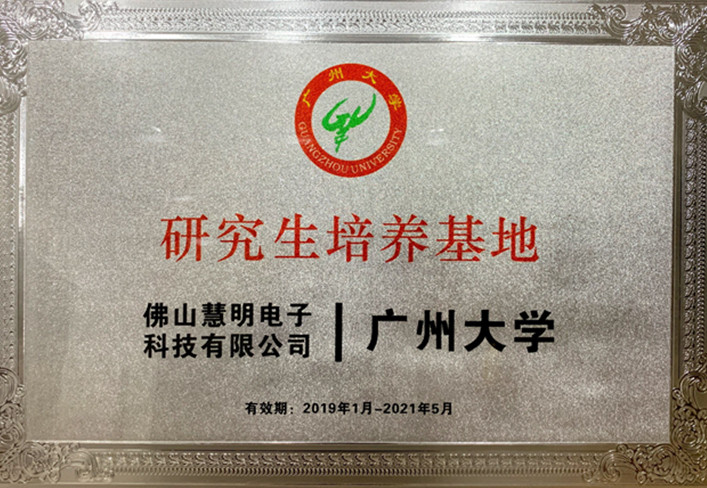 广州大学
GUANGZHOU UNIVERSITY
研究生培养基地
佛山慧明电子
科技有限公司
广州大学
有效期：2019年1月-2021年5月